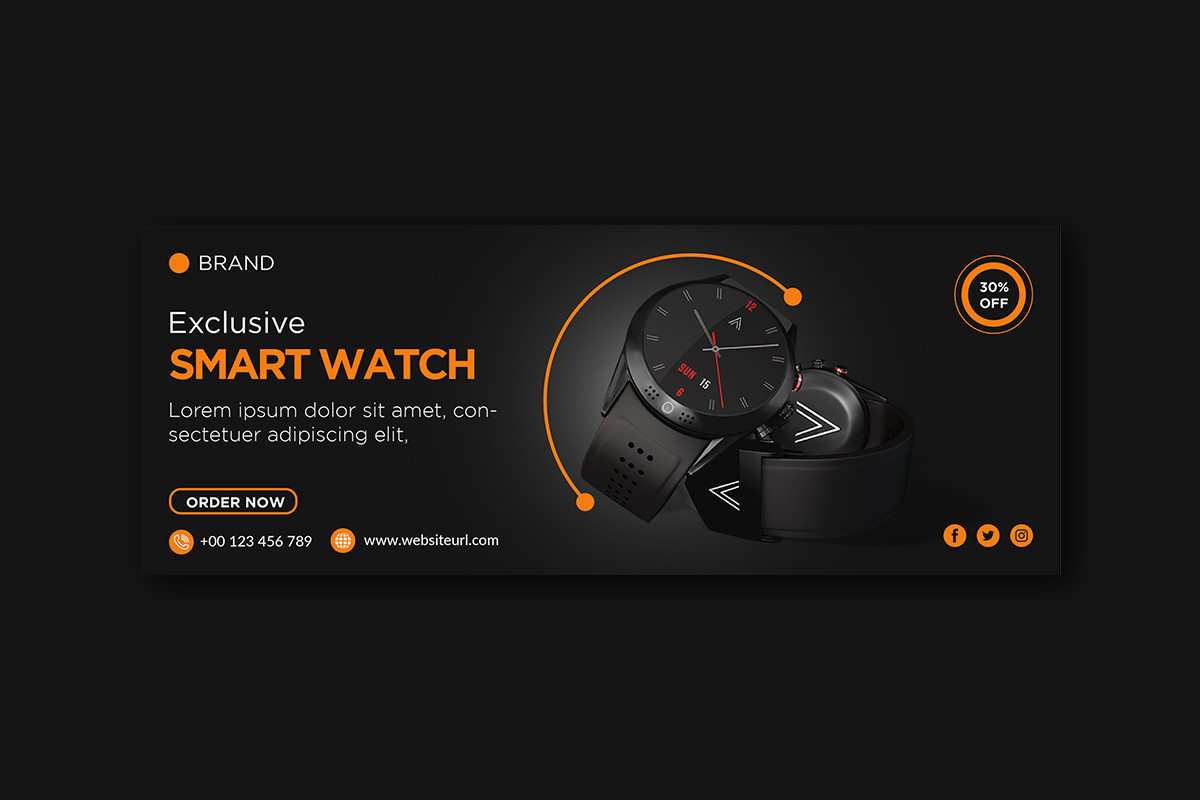 BRAND
Exclusive
SMART WATCH
Lorem ipsum dolor sit amet, con-
sectetuer adipiscing elit,
ORDER NOW
+00 123 456 789
www.websiteurl.com
12
SUN 15
6
30%
OFF